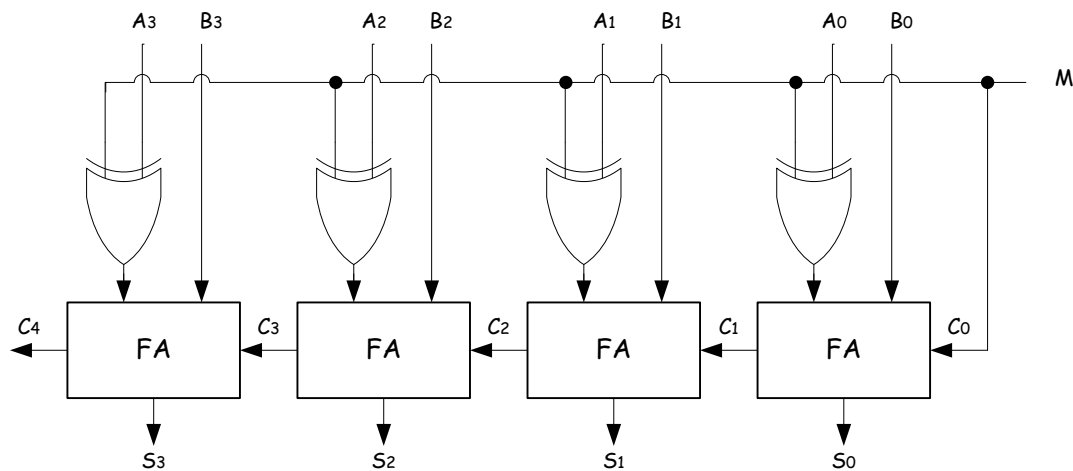 A3 B3 A2 B2 A1 B1 A0 B0
M
C4 FA C3 FA C2 FA C1 FA C0
S3 S2 S1 S0